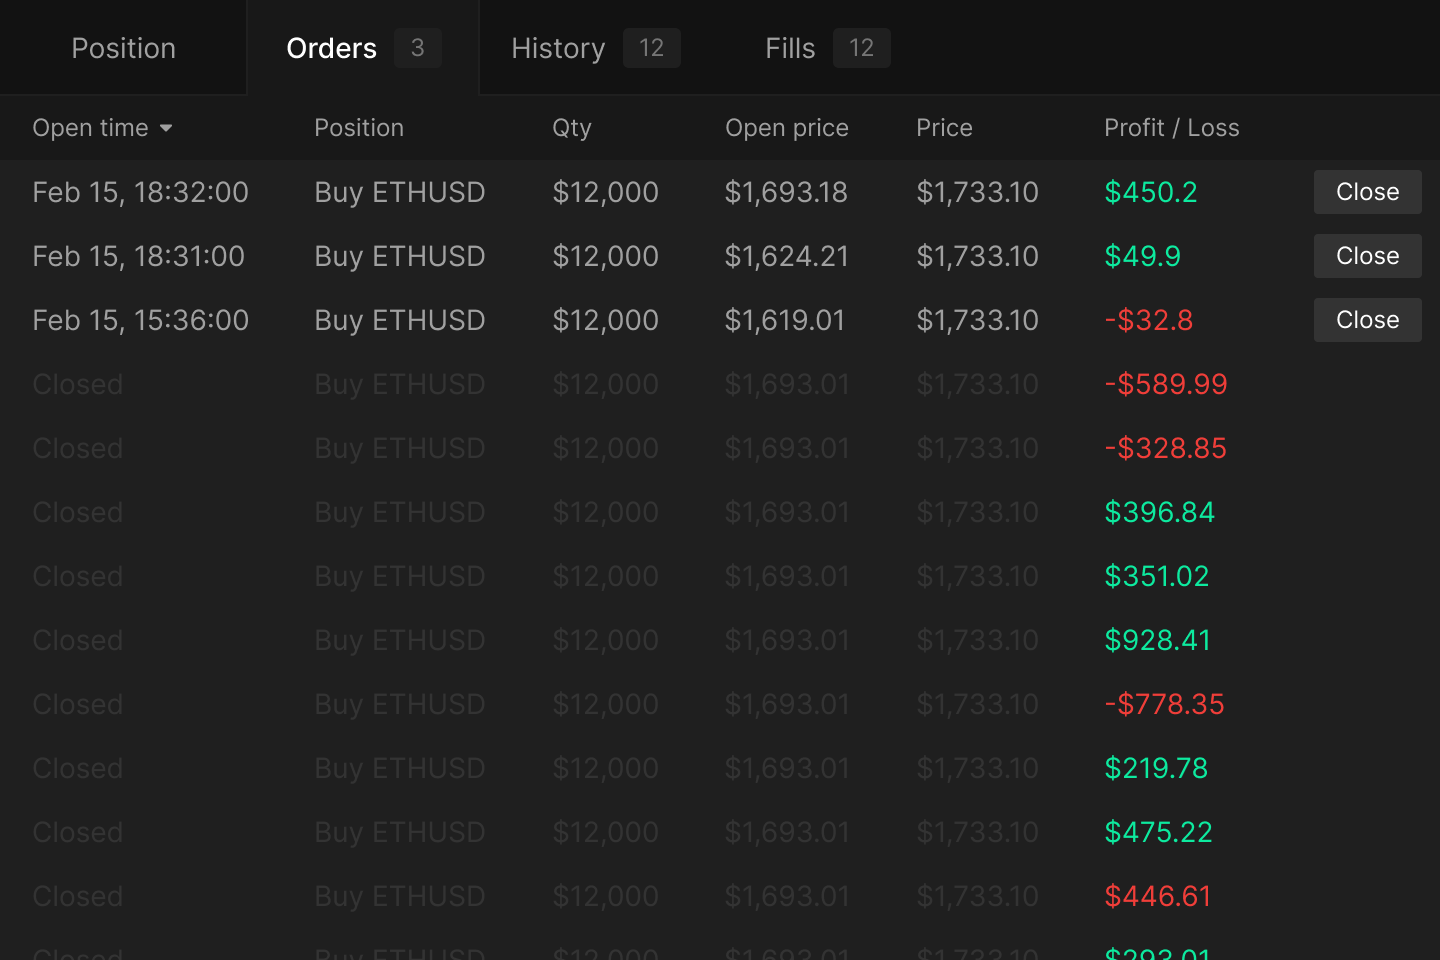 Position Orders 3 History 12 Fills 12
Open time Position Qty Open price Price Profit / Loss
Feb 15, 18:32:00 Buy ETHUSD $12,000 $1,693.18 $1,733.10 $450.2 Close
Feb 15, 18:31:00 Buy ETHUSD $12,000 $1,624.21 $1,733.10 $49.9 Close
Feb 15, 15:36:00 Buy ETHUSD $12,000 $1,619.01 $1,733.10 -$32.8 Close
Closed Buy ETHUSD $12,000 $1,693.01 $1,733.10 -$589.99
Closed Buy ETHUSD $12,000 $1,693.01 $1,733.10 -$328.85
Closed Buy ETHUSD $12,000 $1,693.01 $1,733.10 $396.84
Closed Buy ETHUSD $12,000 $1,693.01 $1,733.10 $351.02
Closed Buy ETHUSD $12,000 $1,693.01 $1,733.10 $928.41
Closed Buy ETHUSD $12,000 $1,693.01 $1,733.10 -$778.35
Closed Buy ETHUSD $12,000 $1,693.01 $1,733.10 $219.78
Closed Buy ETHUSD $12,000 $1,693.01 $1,733.10 $475.22
Closed Buy ETHUSD $12,000 $1,693.01 $1,733.10 $446.61
Closed Buy ETHUSD $12,000 $1,693.01 $1,733.10 $293.01